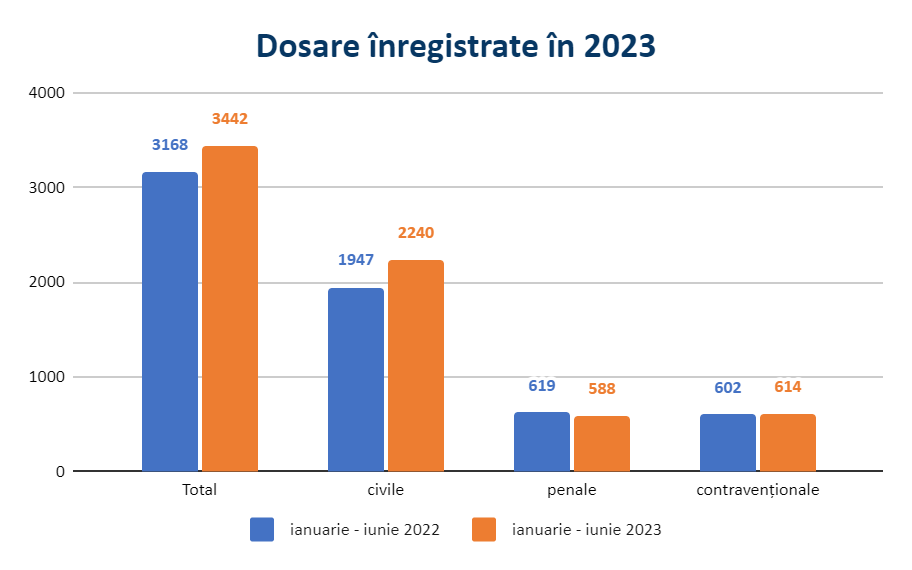 Dosare înregistrate în 2023
4000
3000
2000
1000
0
3168
3442
1947
2240
619
588
602
614
Total
civile
penale
contravenționale
ianuarie - iunie 2022
ianuarie - iunie 2023